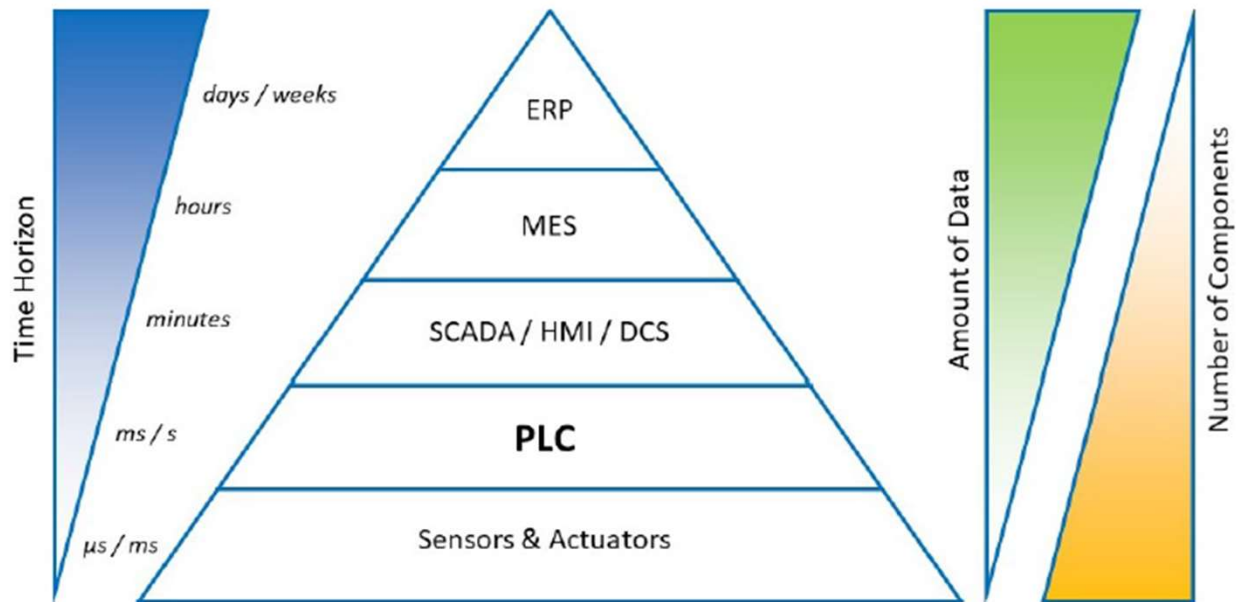 Time Horizon
days / weeks
hours
minutes
ms / s
µs / ms
ERP
MES
SCADA / HMI / DCS
PLC
Sensors & Actuators
Amount of Data
Number of Components